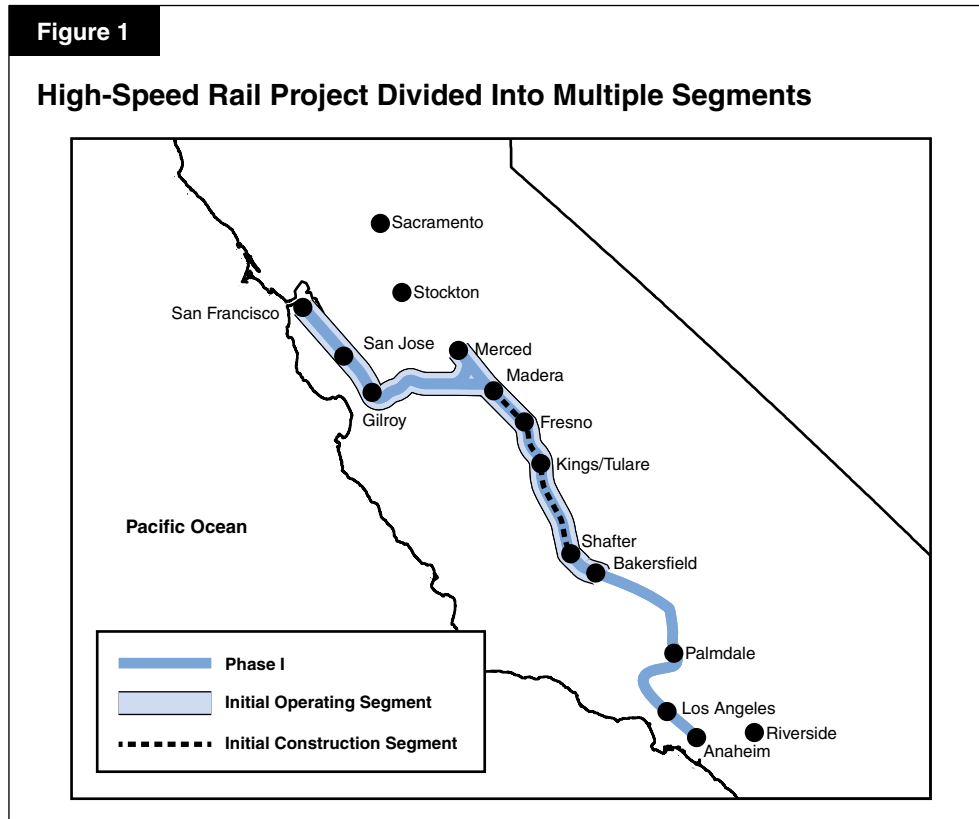 Figure 1
High-Speed Rail Project Divided Into Multiple Segments
Sacramento
Stockton
San Francisco
San Jose
Merced
Madera
Gilroy
Fresno
Kings/Tulare
Pacific Ocean
Shafter
Bakersfield
Palmdale
Los Angeles
Riverside
Anaheim
Phase I
Initial Operating Segment
Initial Construction Segment